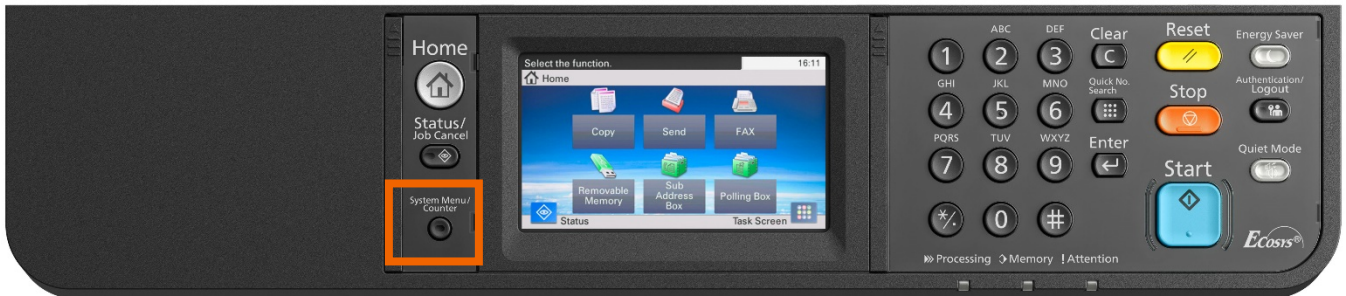 Home
Status/
Job Cancel
System Menu/
Counter
Select the function.
16:11
Home
Copy
Send
FAX
Removable
Memory
Sub
Address
Box
Polling Box
Status
Task Screen
ABC
DEF
1
2
3
GHI
JKL
MNO
4
5
6
PQRS
TUV
WXYZ
7
8
9
*/.
0
#
Clear
C
Quick No.
Search
Enter
Processing
Memory
!Attention
Reset
Stop
Start
Energy Saver
Authentication/
Logout
Quiet Mode
ECOSYS®